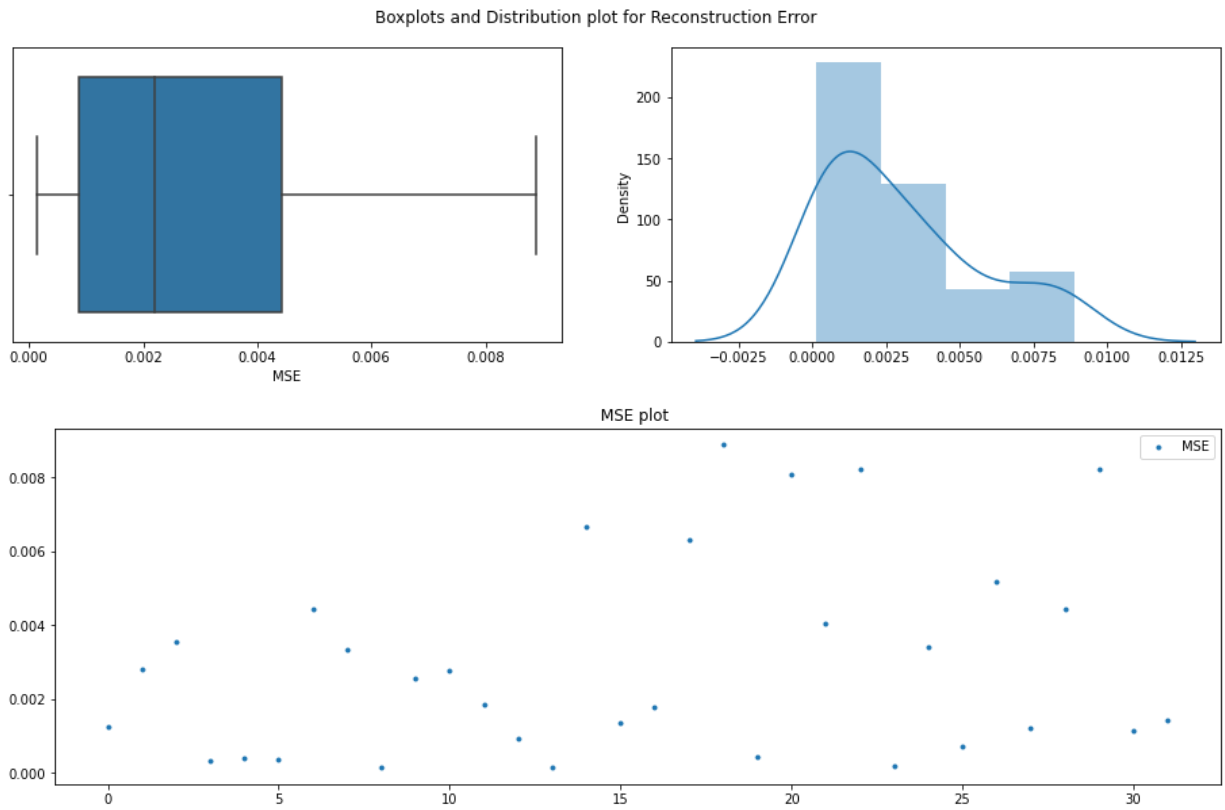 Boxplots and Distribution plot for Reconstruction Error
0.000 0.002 0.004 0.006 0.008
MSE
200
150
100
50
0
Density
−0.0025 0.0000 0.0025 0.0050 0.0075 0.0100 0.0125
MSE plot
MSE
0.008
0.006
0.004
0.002
0.000
0 5 10 15 20 25 30